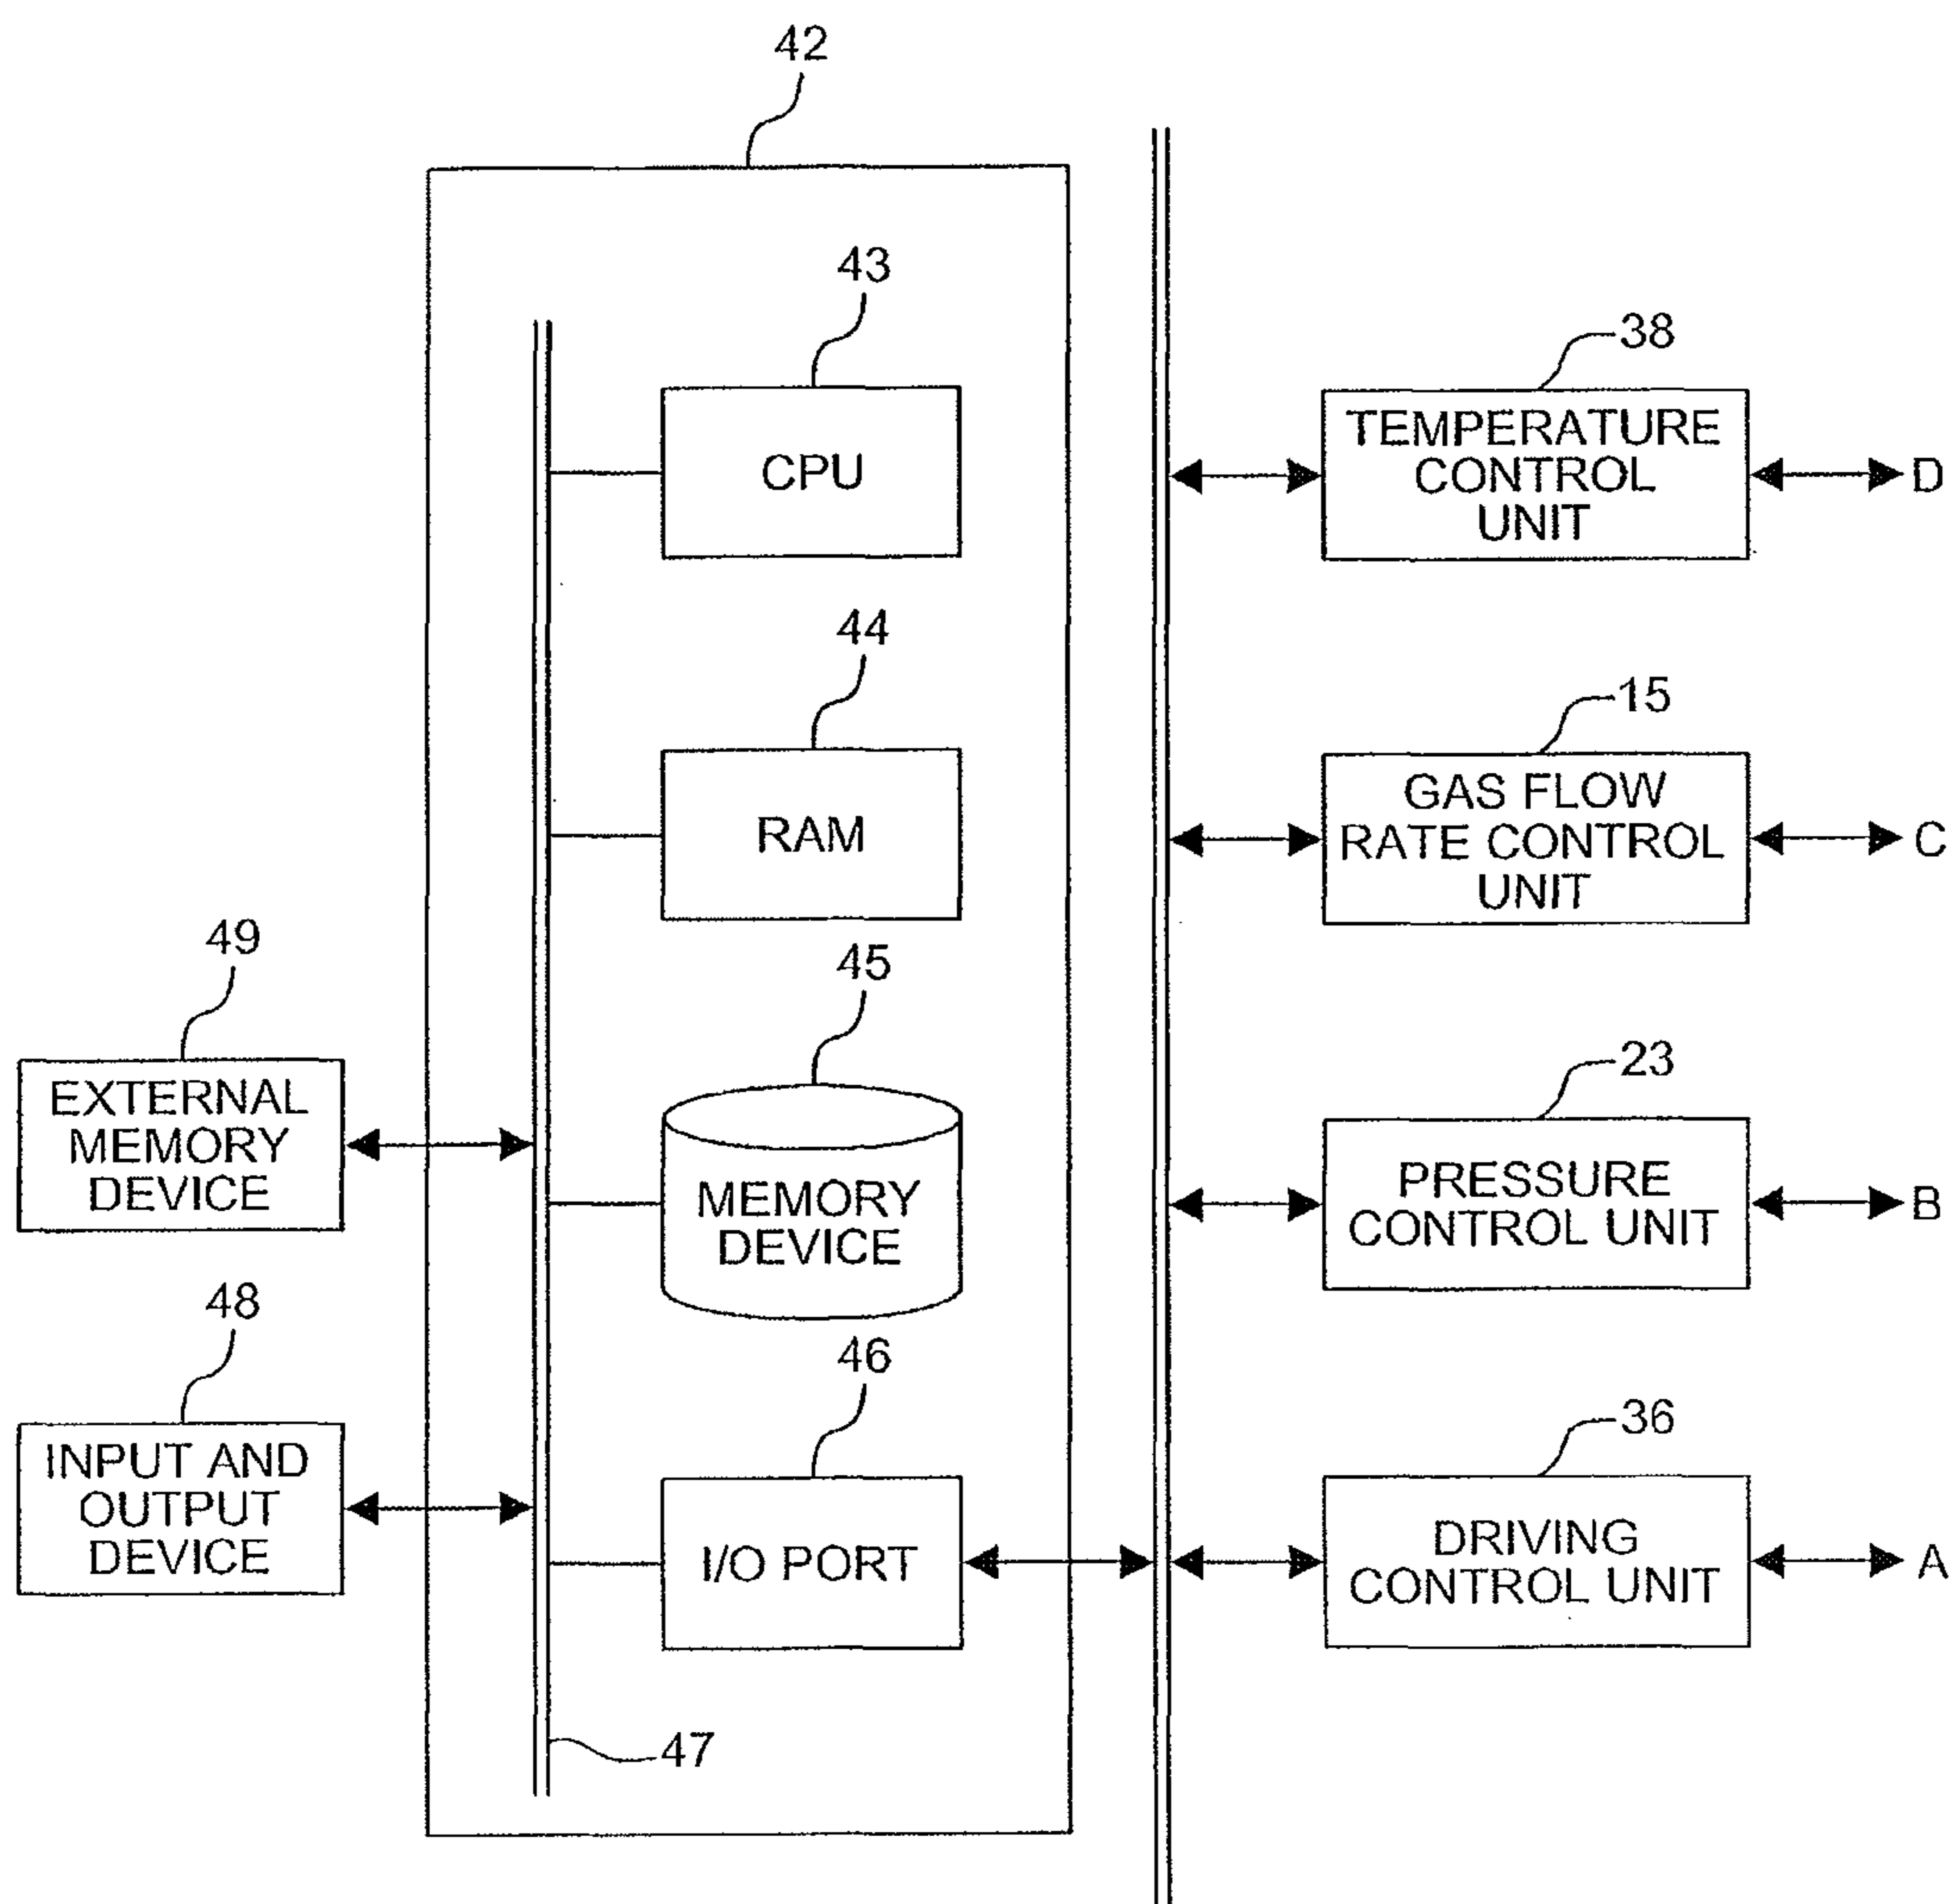 42
43
CPU
44
RAM
45
MEMORY
DEVICE
46
I/O PORT
47
49
EXTERNAL
MEMORY
DEVICE
48
INPUT AND
OUTPUT
DEVICE
38
TEMPERATURE
CONTROL
UNIT
D
15
GAS FLOW
RATE CONTROL
UNIT
C
23
PRESSURE
CONTROL UNIT
B
36
DRIVING
CONTROL UNIT
A